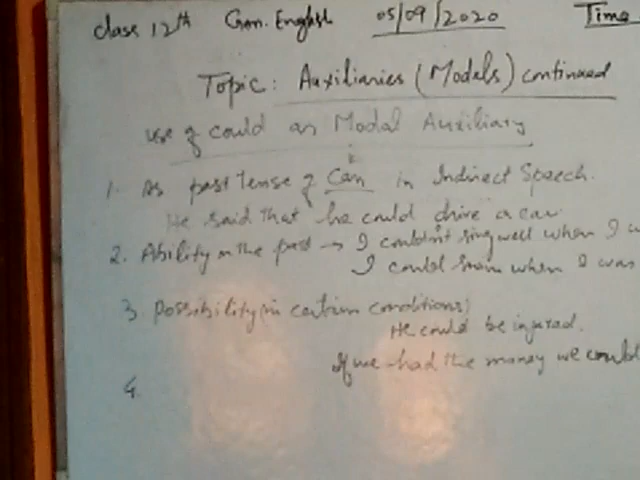 class 12th Gen. English 05/09/2020 Time
Topic: Auxiliaries (Models) continued
use of could as Modal Auxiliary
1. As past tense of Can in Indirect Speech.
He said that he could drive a car
2. Ability in the past → I couldn't sing well when I w
I could swim when I was
3. Possibility (in certain conditions)
He could be injured.
If we had the money we could
4.